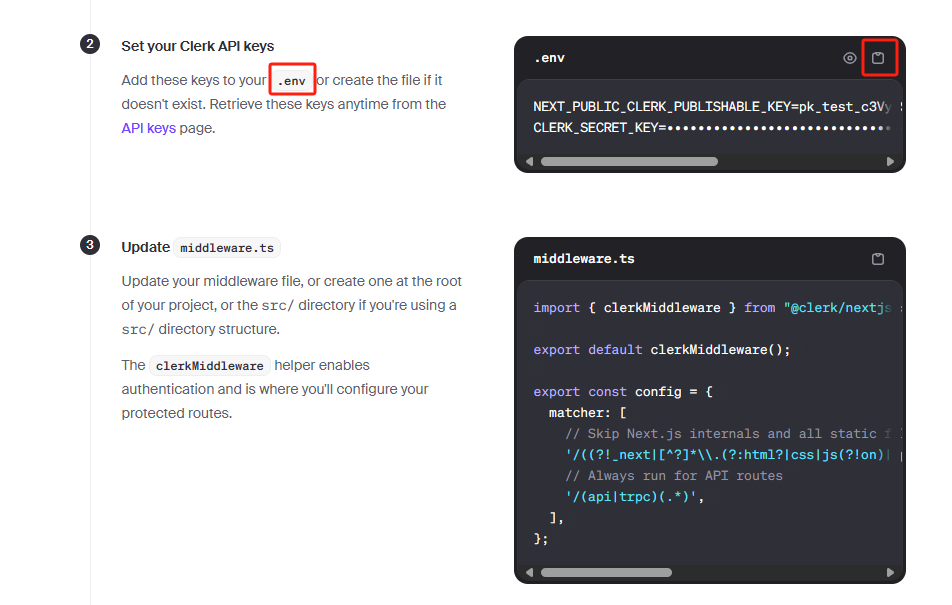 2
Set your Clerk API keys
Add these keys to your .env or create the file if it
doesn't exist. Retrieve these keys anytime from the
API keys page.
.env
NEXT_PUBLIC_CLERK_PUBLISHABLE_KEY=pk_test_c3Vy
CLERK_SECRET_KEY=••••••••••••••••••••••••••••
3
Update middleware.ts
Update your middleware file, or create one at the root
of your project, or the src/ directory if you're using a
src/ directory structure.
The clerkMiddleware helper enables
authentication and is where you'll configure your
protected routes.
middleware.ts
import { clerkMiddleware } from "@clerk/nextjs
export default clerkMiddleware();
export const config = {
matcher: [
// Skip Next.js internals and all static
'/((?!_next|[^?]*\\.(?:html?|css|js(?!on)|
// Always run for API routes
'/(api|trpc)(.*)',
],
};